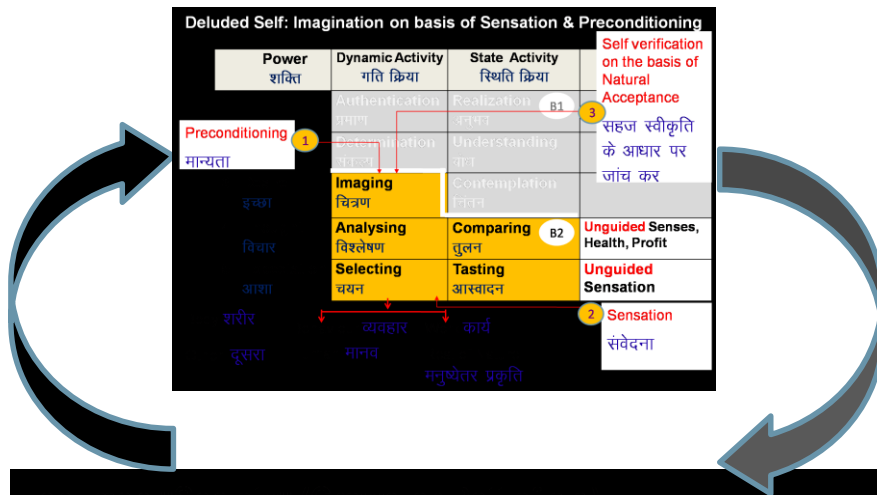 Deluded Self: Imagination on basis of Sensation & Preconditioning
Power
शक्ति
Dynamic Activity
गति क्रिया
State Activity
स्थिति क्रिया
Self verification
on the basis of
Natural
Acceptance
सहज स्वीकृति
के आधार पर
जांच कर
3
Authentication
प्रमाण
Realization
अनुभव
B1
Preconditioning
मान्यता
1
Determination
संकल्प
Understanding
बोध
इच्छा
Imaging
चित्रण
Contemplation
चिंतन
विचार
Analysing
विश्लेषण
Comparing
तुलन
B2
Unguided Senses,
Health, Profit
आशा
Selecting
चयन
Tasting
आस्वादन
Unguided
Sensation
2
Sensation
संवेदना
शरीर
व्यवहार
कार्य
दूसरा
मानव
मनुष्येतर प्रकृति